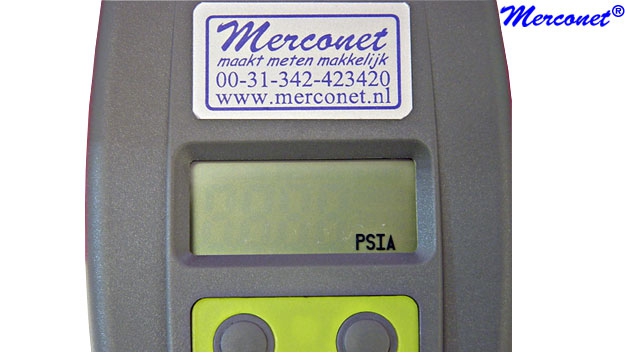 Merconet®
Merconet
maakt meten makkelijk
00-31-342-423420
www.merconet.nl
PSIA